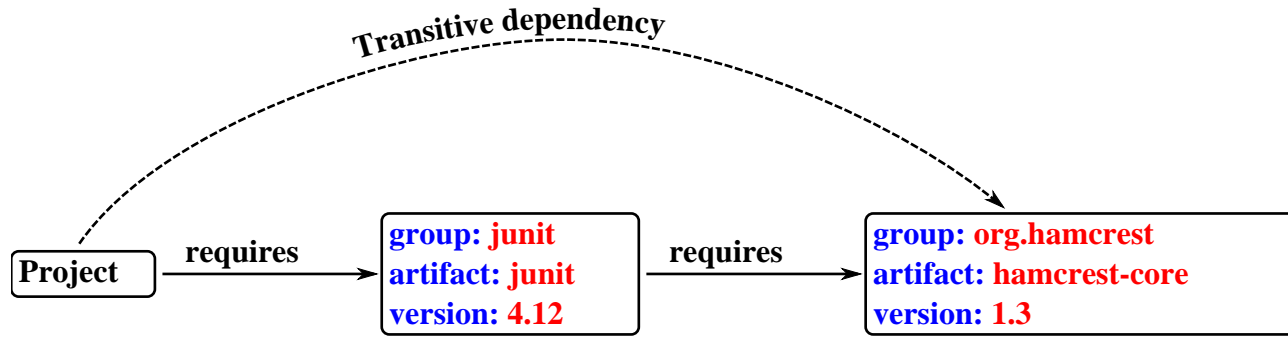 Transitive dependency
Project
requires
group: junit
artifact: junit
version: 4.12
requires
group: org.hamcrest
artifact: hamcrest-core
version: 1.3